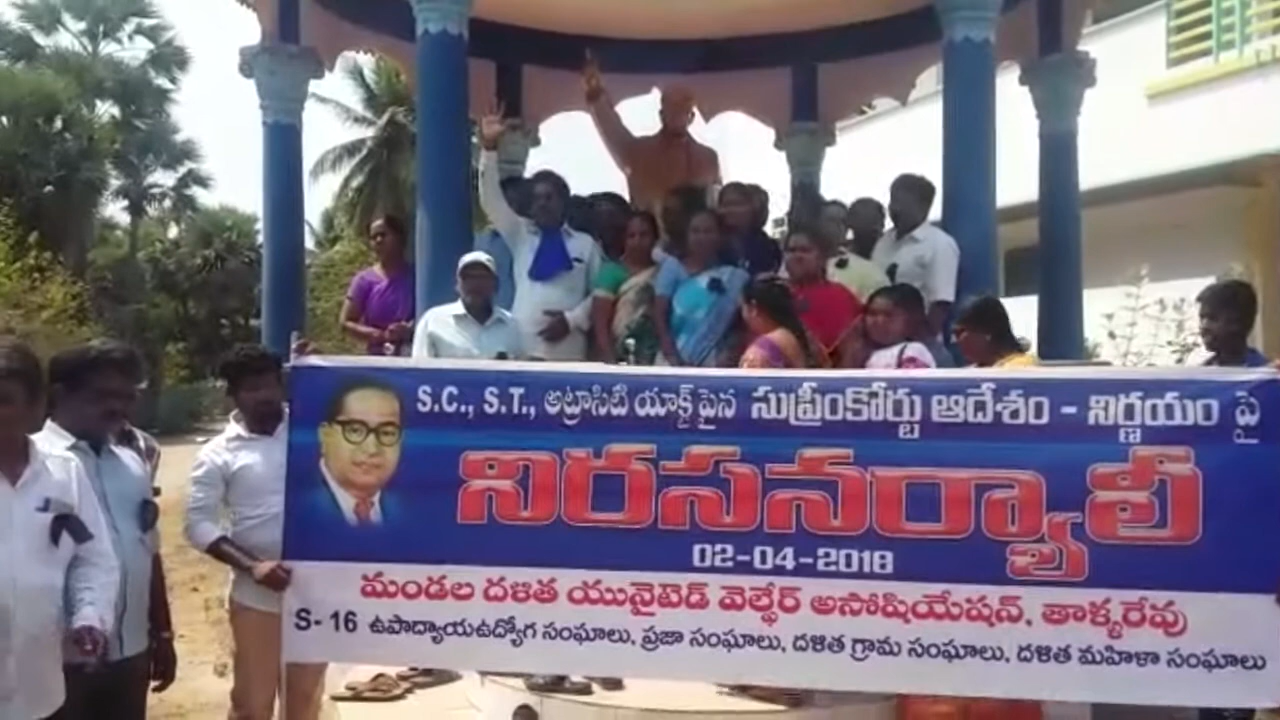 S.C., S.T., అట్రాసిటి యాక్ట్ పైన సుప్రీంకోర్టు ఆదేశం - నిర్ణయం పై
నిరసనర్యాలీ
02-04-2018
మండల దళిత యునైటెడ్ వెల్ఫేర్ అసోషియేషన్. తాళ్ళరేవు
S- 16 ఉపాధ్యాయఉద్యోగ సంఘాలు, ప్రజా సంఘాలు, దళిత గ్రామ సంఘాలు, దళిత మహిళా సంఘాలు